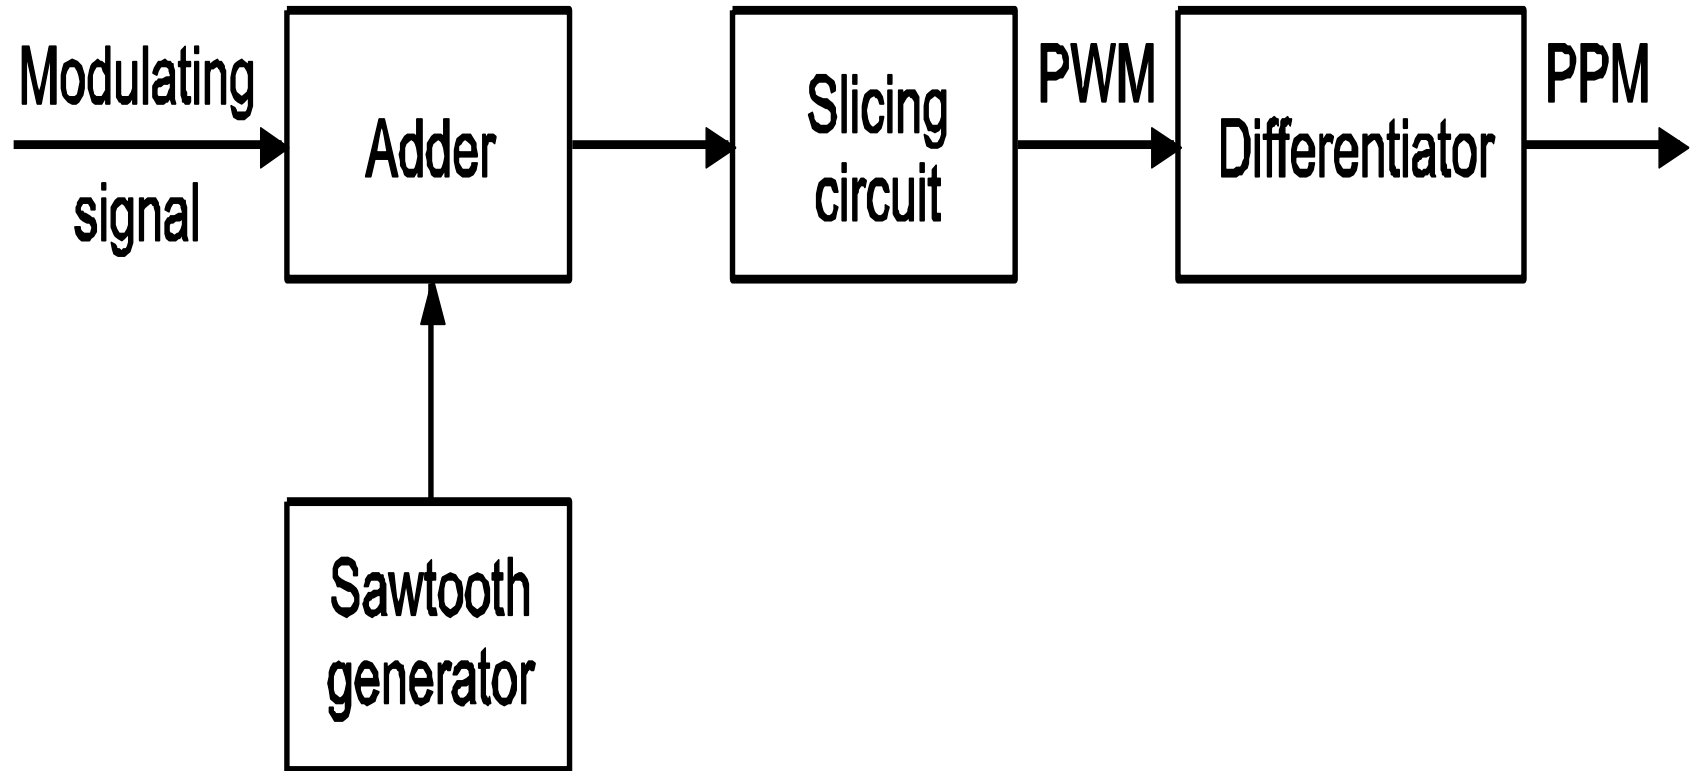 Modulating
signal
Adder
Slicing
circuit
PWM
Differentiator
PPM
Sawtooth
generator